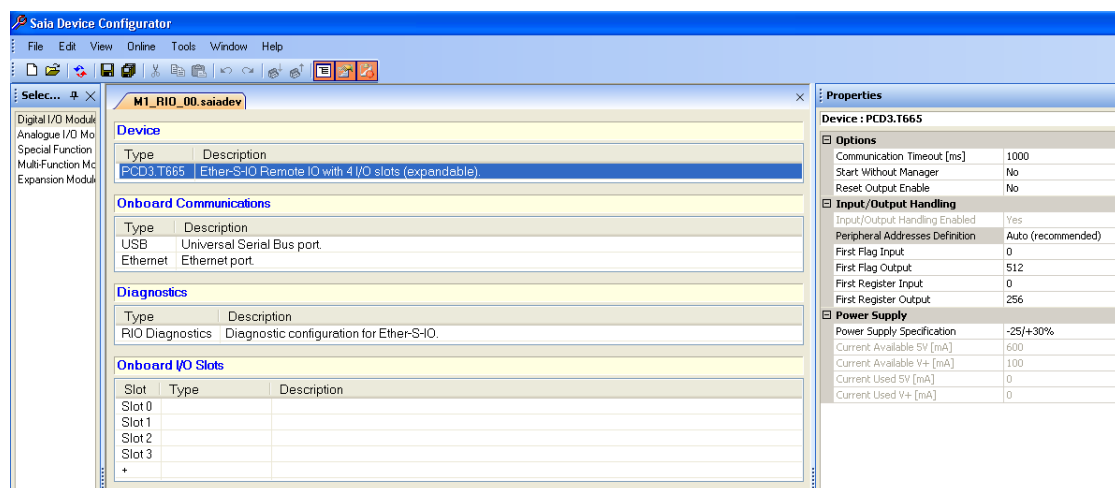 Saia Device Configurator
File Edit View Online Tools Window Help
Selec...
Digital I/O Module
Analogue I/O Mo
Special Function
Multi-Function Mo
Expansion Module
M1_RIO_00.saiadev
Device
Type Description
PCD3.T665 Ether-S-IO Remote IO with 4 I/O slots (expandable).
Onboard Communications
Type Description
USB Universal Serial Bus port.
Ethernet Ethernet port.
Diagnostics
Type Description
RIO Diagnostics Diagnostic configuration for Ether-S-IO.
Onboard I/O Slots
Slot Type Description
Slot 0
Slot 1
Slot 2
Slot 3
+
Properties
Device : PCD3.T665
Options
Communication Timeout [ms] 1000
Start Without Manager No
Reset Output Enable No
Input/Output Handling
Input/Output Handling Enabled Yes
Peripheral Addresses Definition Auto (recommended)
First Flag Input 0
First Flag Output 512
First Register Input 0
First Register Output 256
Power Supply
Power Supply Specification -25/+30%
Current Available 5V [mA] 600
Current Available V+ [mA] 100
Current Used 5V [mA] 0
Current Used V+ [mA] 0